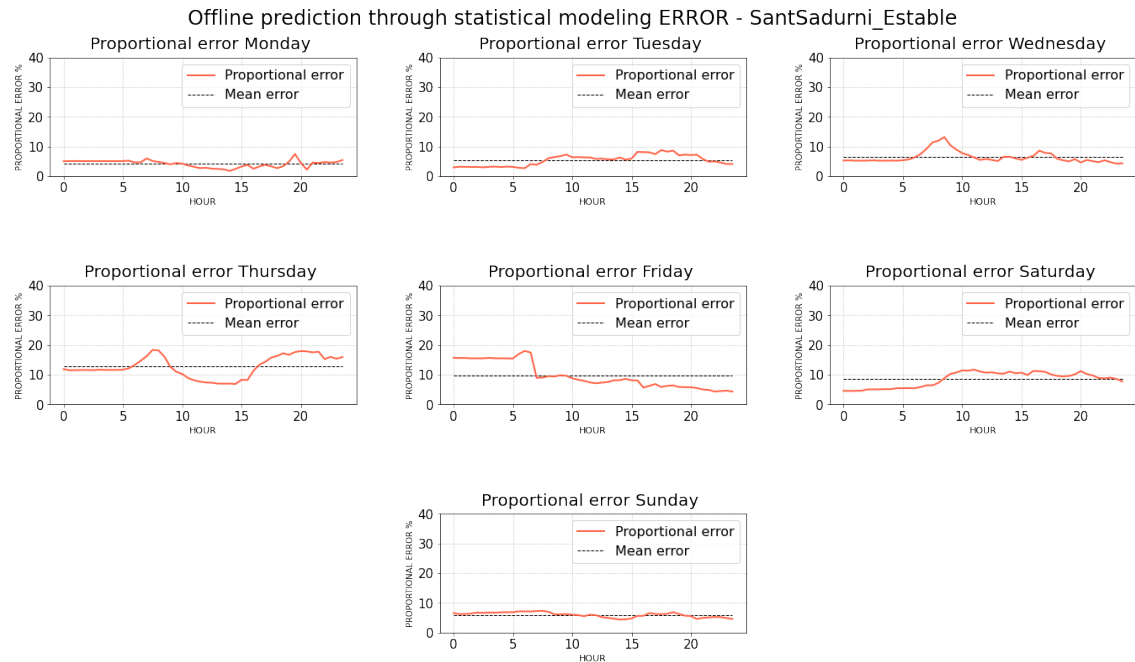 Offline prediction through statistical modeling ERROR - SantSadurni_Estable
Proportional error Monday
PROPORTIONAL ERROR %
40
30
20
10
0
Proportional error
Mean error
0 5 10 15 20
HOUR
Proportional error Tuesday
PROPORTIONAL ERROR %
40
30
20
10
0
Proportional error
Mean error
0 5 10 15 20
HOUR
Proportional error Wednesday
PROPORTIONAL ERROR %
40
30
20
10
0
Proportional error
Mean error
0 5 10 15 20
HOUR
Proportional error Thursday
PROPORTIONAL ERROR %
40
30
20
10
0
Proportional error
Mean error
0 5 10 15 20
HOUR
Proportional error Friday
PROPORTIONAL ERROR %
40
30
20
10
0
Proportional error
Mean error
0 5 10 15 20
HOUR
Proportional error Saturday
PROPORTIONAL ERROR %
40
30
20
10
0
Proportional error
Mean error
0 5 10 15 20
HOUR
Proportional error Sunday
PROPORTIONAL ERROR %
40
30
20
10
0
Proportional error
Mean error
0 5 10 15 20
HOUR